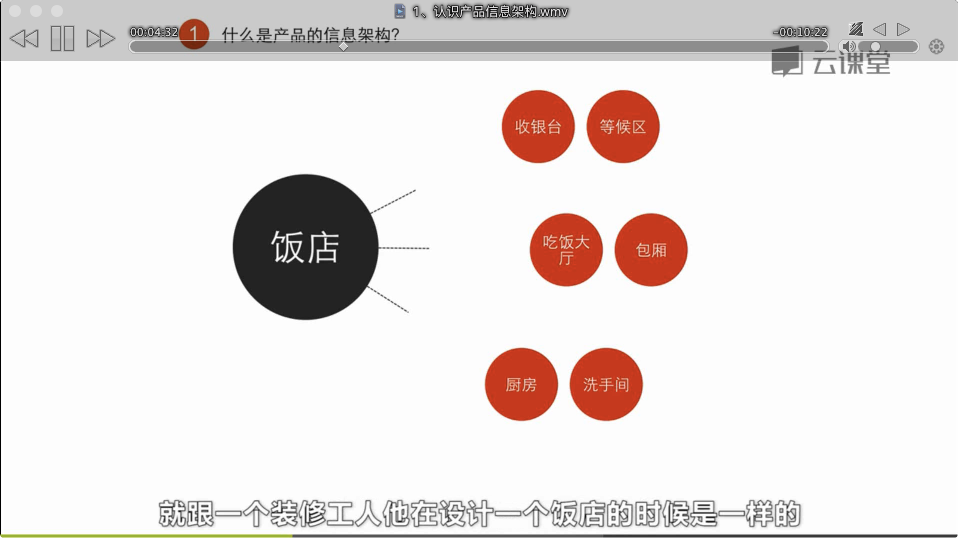 1、认识产品信息架构.wmv
00:04:32
1 什么是产品的信息架构?
-00:10:22
云课堂
收银台
等候区
饭店
吃饭大
厅
包厢
厨房
洗手间
就跟一个装修工人他在设计一个饭店的时候是一样的